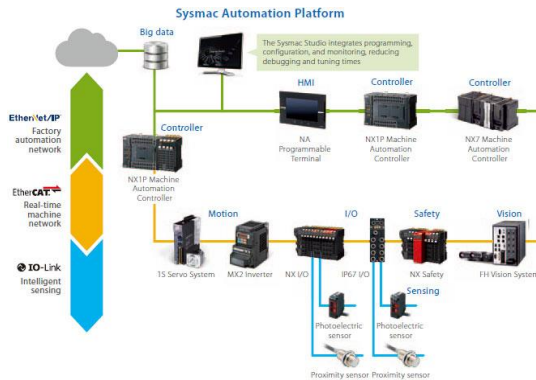 Sysmac Automation Platform
Big data
The Sysmac Studio integrates programming,
configuration, and monitoring, reducing
debugging and tuning times
HMI
Controller
Controller
EtherNet/IP
Factory
automation
network
Controller
NA
Programmable
Terminal
NX1P Machine
Automation
Controller
NX7 Machine
Automation
Controller
NX1P Machine
Automation
Controller
EtherCAT
Real-time
machine
network
Motion
I/O
Safety
Vision
1S Servo System
MX2 Inverter
NX I/O
IP67 I/O
NX Safety
FH Vision System
IO-Link
Intelligent
sensing
Sensing
Photoelectric
sensor
Photoelectric
sensor
Proximity sensor
Proximity sensor